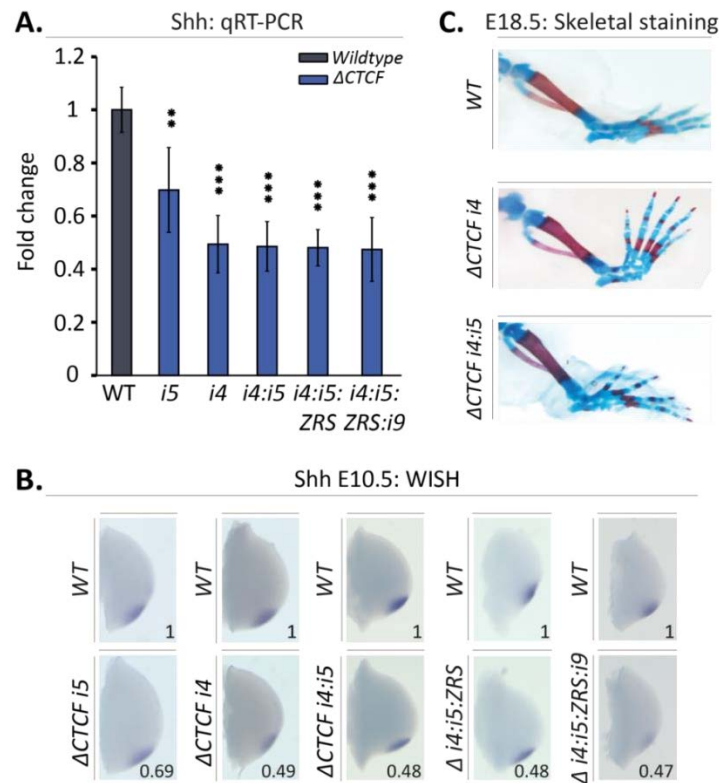 A.
Shh: qRT-PCR
Wildtype
ΔCTCF
Fold change
1.2
1
0.8
0.6
0.4
0.2
0
**
***
***
***
***
WT
i5
i4
i4:i5
i4:i5:
ZRS
i4:i5:
ZRS:i9
C.
E18.5: Skeletal staining
WT
ΔCTCF i4
ΔCTCF i4:i5
B.
Shh E10.5: WISH
WT
1
WT
1
WT
1
WT
1
WT
1
ΔCTCF i5
0.69
ΔCTCF i4
0.49
ΔCTCF i4:i5
0.48
Δ i4:i5:ZRS
0.48
Δ i4:i5:ZRS:i9
0.47